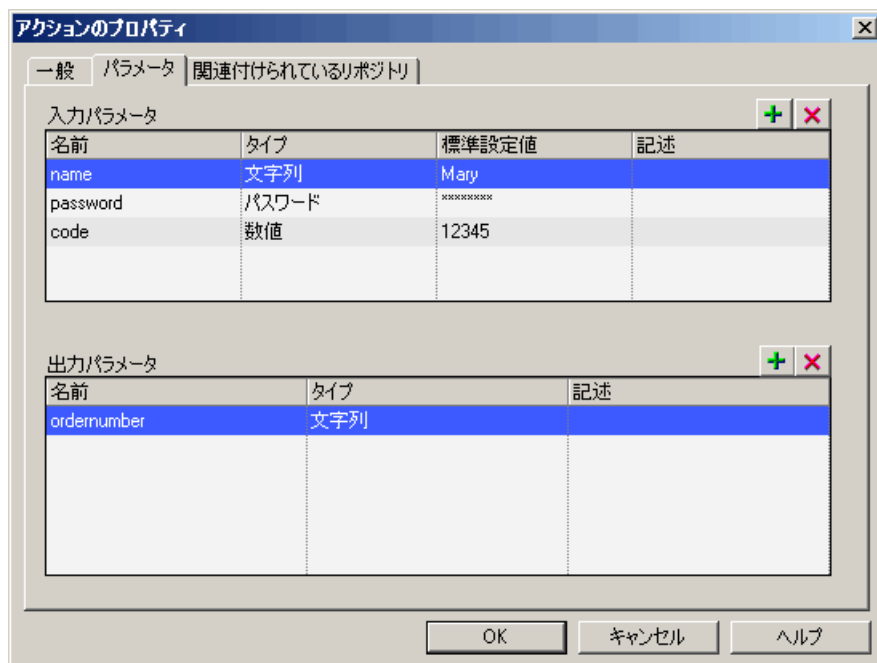 アクションのプロパティ
一般 パラメータ 関連付けられているリポジトリ
入力パラメータ
名前 タイプ 標準設定値 記述
name 文字列 Mary
password パスワード ********
code 数値 12345
出力パラメータ
名前 タイプ 記述
ordernumber 文字列
OK キャンセル ヘルプ